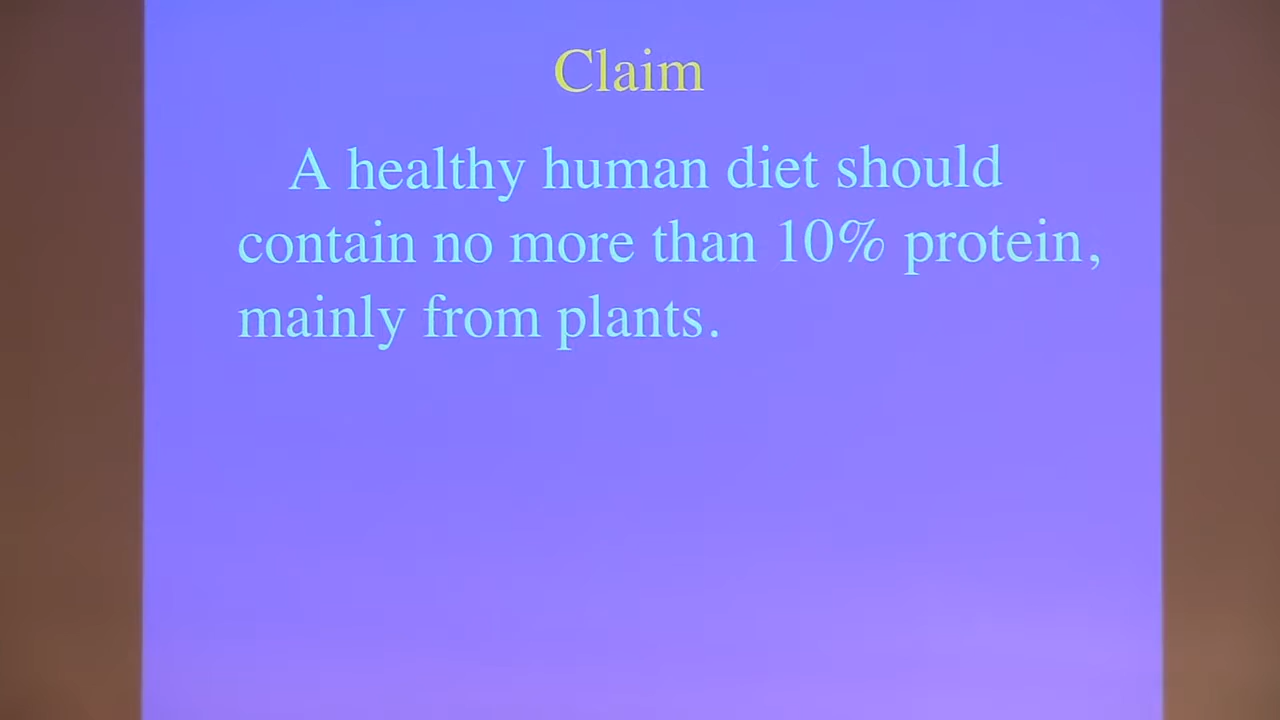 Claim
A healthy human diet should
contain no more than 10% protein,
mainly from plants.